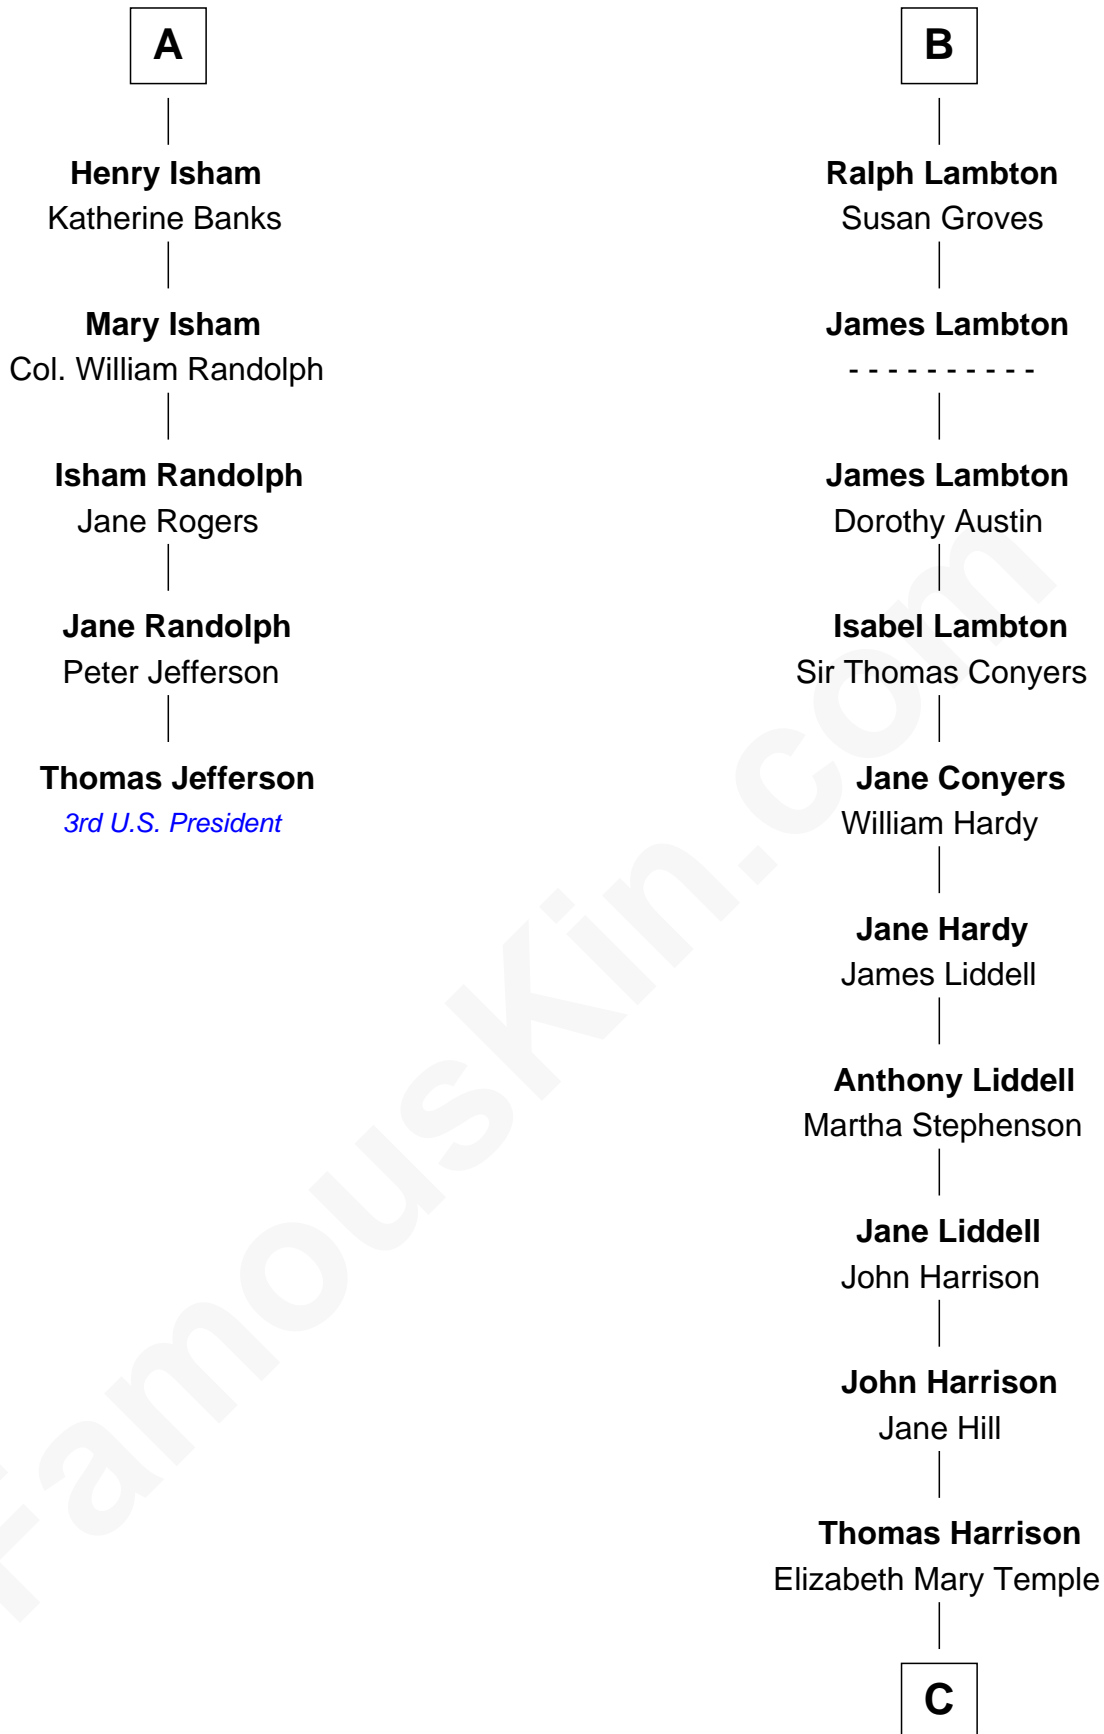 A
Henry Isham
Katherine Banks
Mary Isham
Col. William Randolph
Isham Randolph
Jane Rogers
Jane Randolph
Peter Jefferson
Thomas Jefferson
3rd U.S. President
B
Ralph Lambton
Susan Groves
James Lambton
- - - - - - - - - -
James Lambton
Dorothy Austin
Isabel Lambton
Sir Thomas Conyers
Jane Conyers
William Hardy
Jane Hardy
James Liddell
Anthony Liddell
Martha Stephenson
Jane Liddell
John Harrison
John Harrison
Jane Hill
Thomas Harrison
Elizabeth Mary Temple
C
FamousKin.com